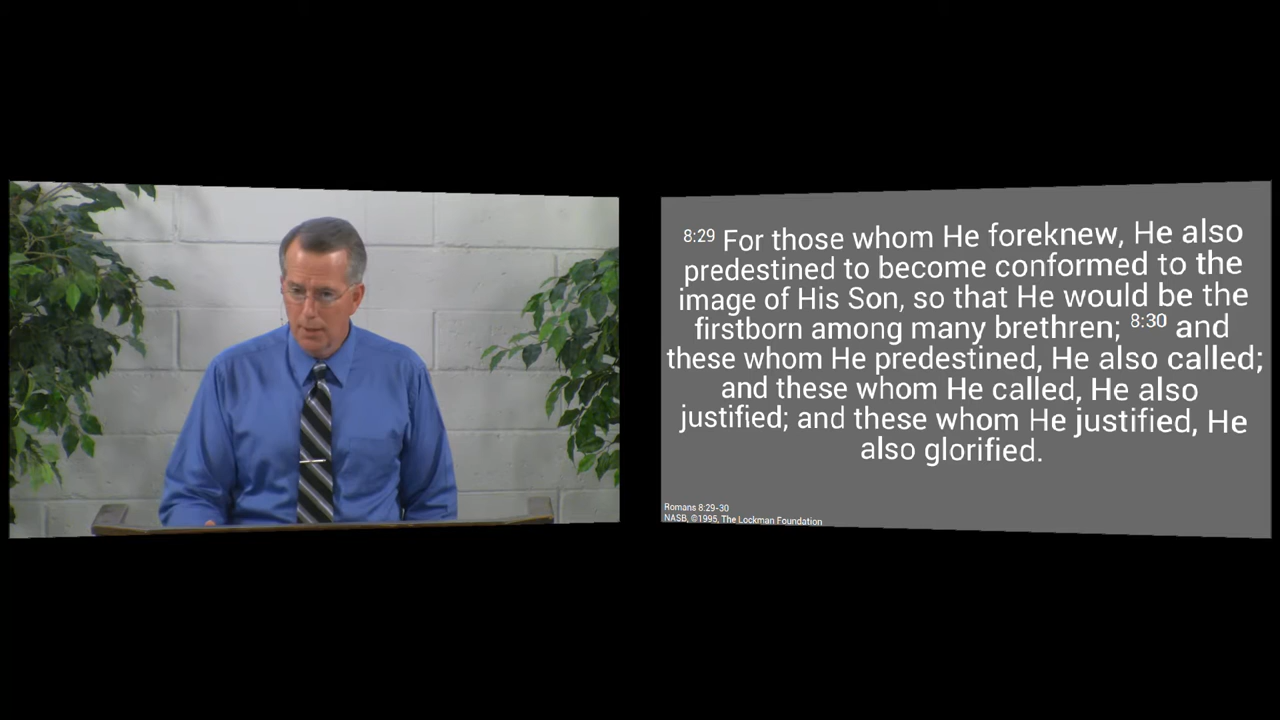 8:29 For those whom He foreknew, He also
predestined to become conformed to the
image of His Son, so that He would be the
firstborn among many brethren; 8:30 and
these whom He predestined, He also called;
and these whom He called, He also
justified; and these whom He justified, He
also glorified.
Romans 8:29-30
NASB, ©1995, The Lockman Foundation